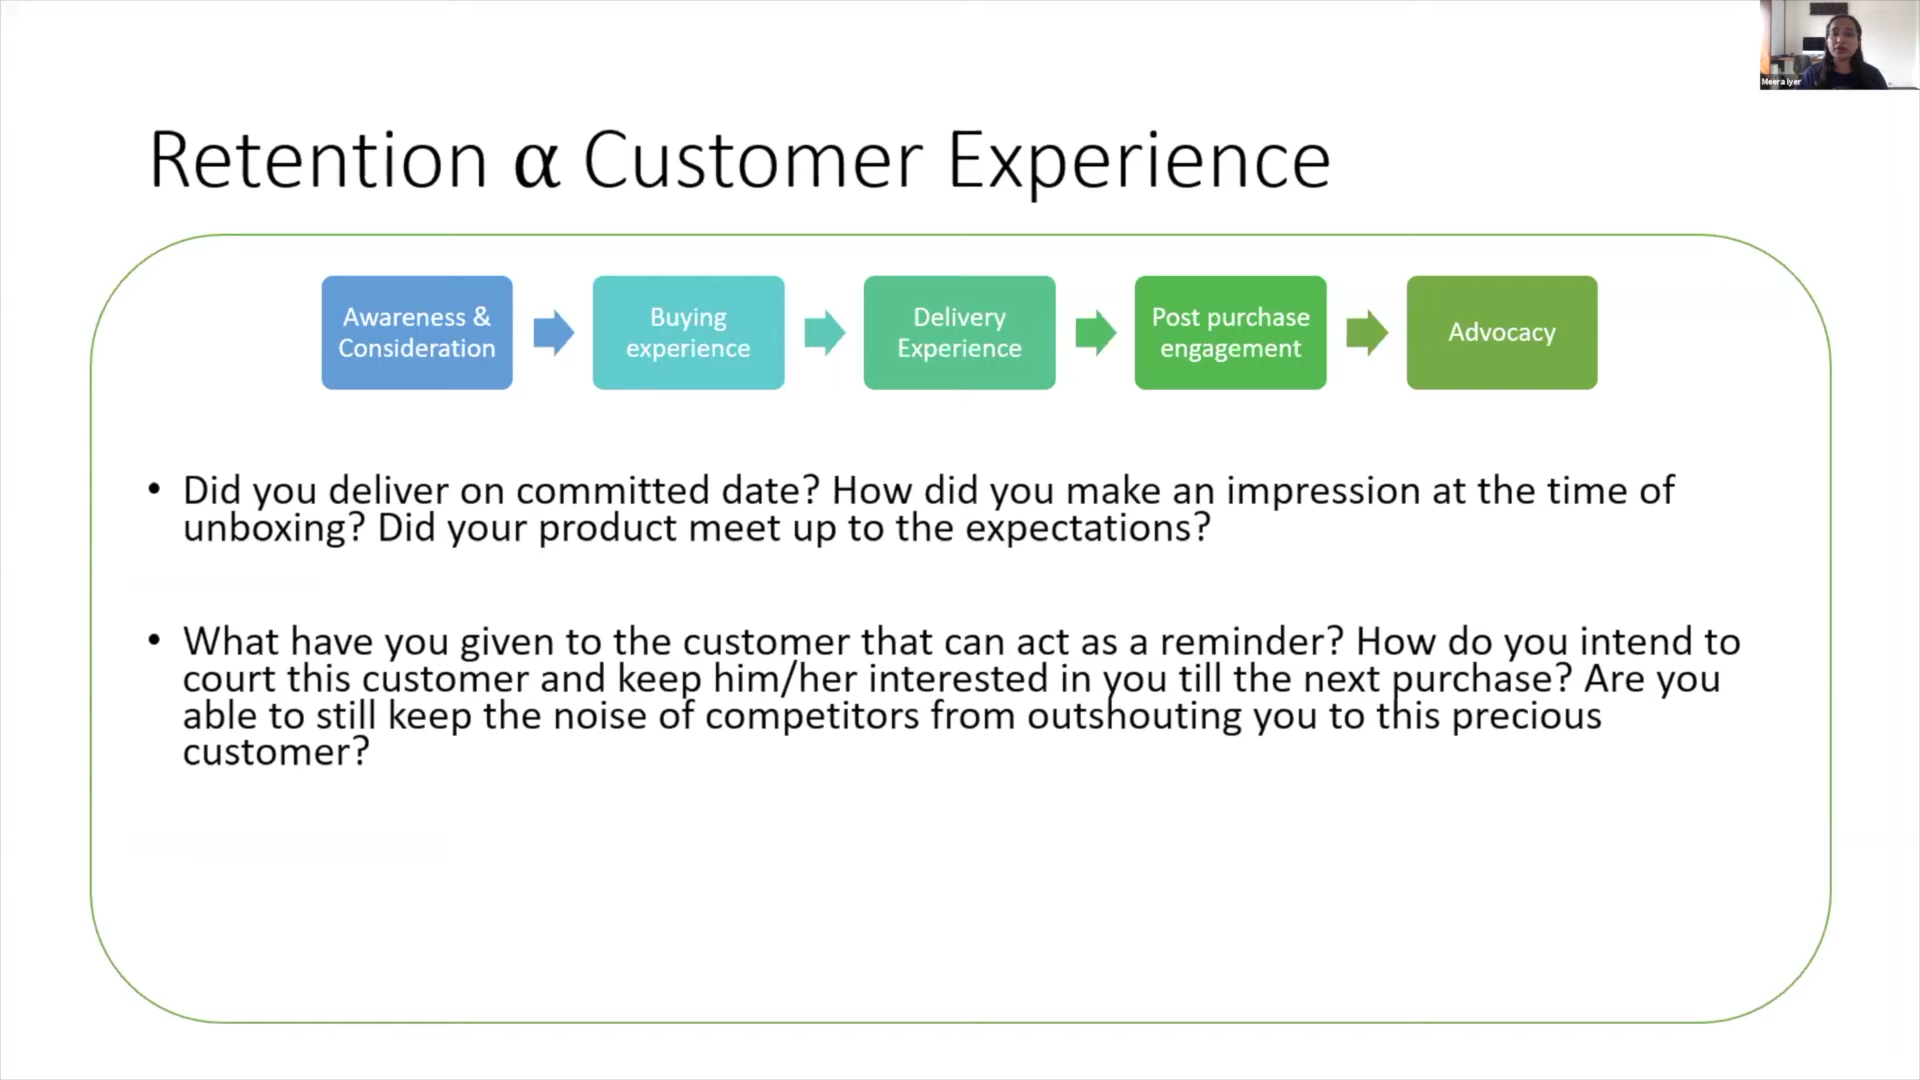 Meera Iyer
Retention α Customer Experience
Awareness &
Consideration
Buying
experience
Delivery
Experience
Post purchase
engagement
Advocacy
• Did you deliver on committed date? How did you make an impression at the time of
unboxing? Did your product meet up to the expectations?
• What have you given to the customer that can act as a reminder? How do you intend to
court this customer and keep him/her interested in you till the next purchase? Are you
able to still keep the noise of competitors from outshouting you to this precious
customer?